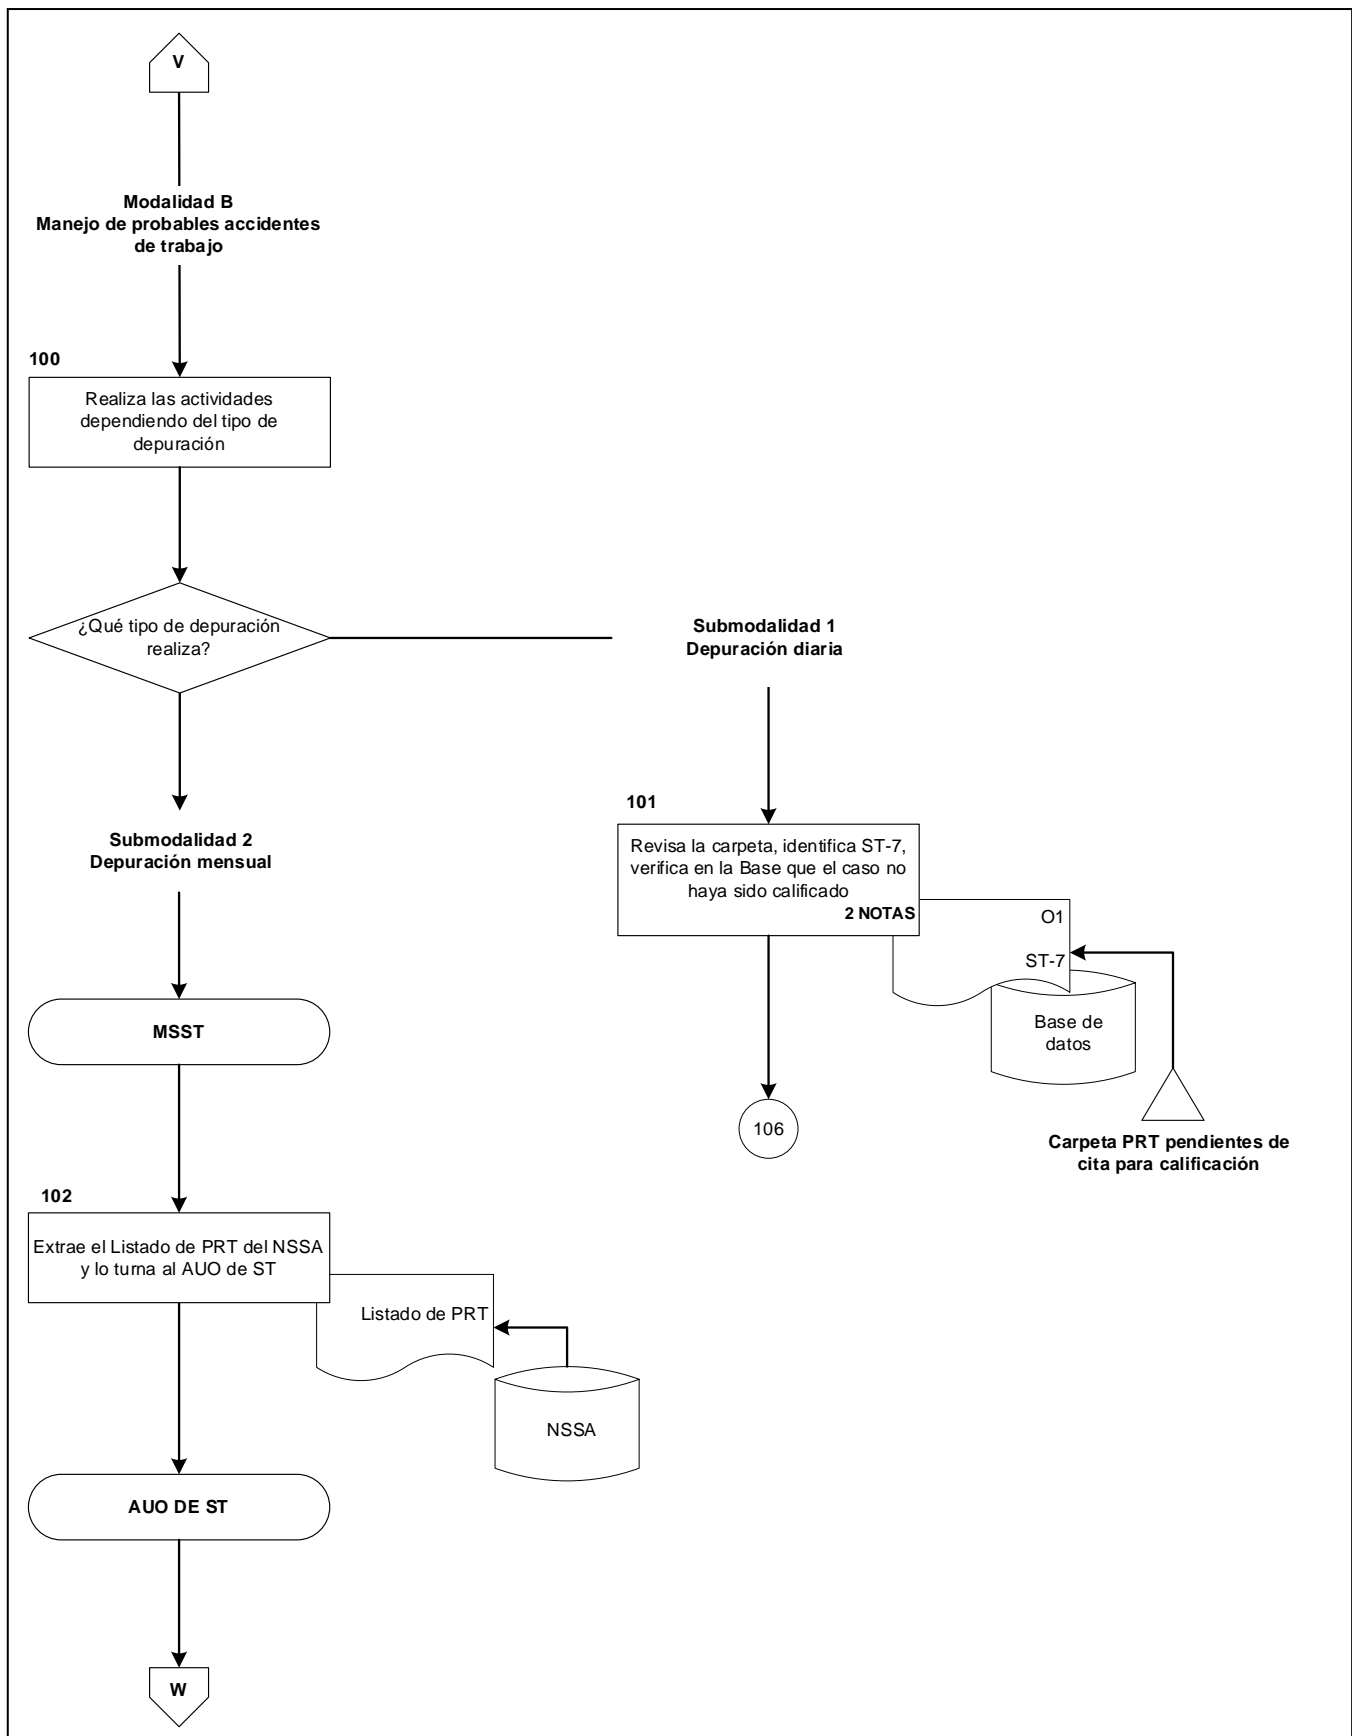 V
Modalidad B
Manejo de probables accidentes
de trabajo
100
Realiza las actividades
dependiendo del tipo de
depuración
¿Qué tipo de depuración
realiza?
Submodalidad 1
Depuración diaria
101
Revisa la carpeta, identifica ST-7,
verifica en la Base que el caso no
haya sido calificado
2 NOTAS
O1
ST-7
Base de
datos
Carpeta PRT pendientes de
cita para calificación
106
Submodalidad 2
Depuración mensual
MSST
102
Extrae el Listado de PRT del NSSA
y lo turna al AUO de ST
Listado de PRT
NSSA
AUO DE ST
W